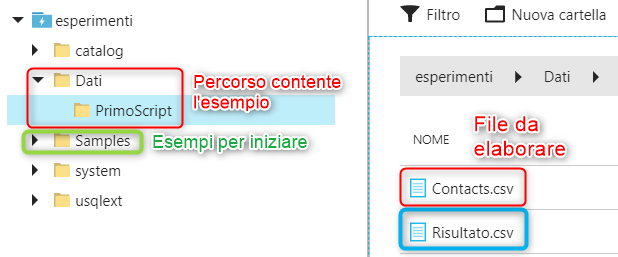 esperimenti
catalog
Dati
PrimoScript
Percorso contente
l'esempio
Samples
Esempi per iniziare
system
usqlext
Filtro
Nuova cartella
esperimenti
Dati
NOME
File da
elaborare
Contacts.csv
Risultato.csv